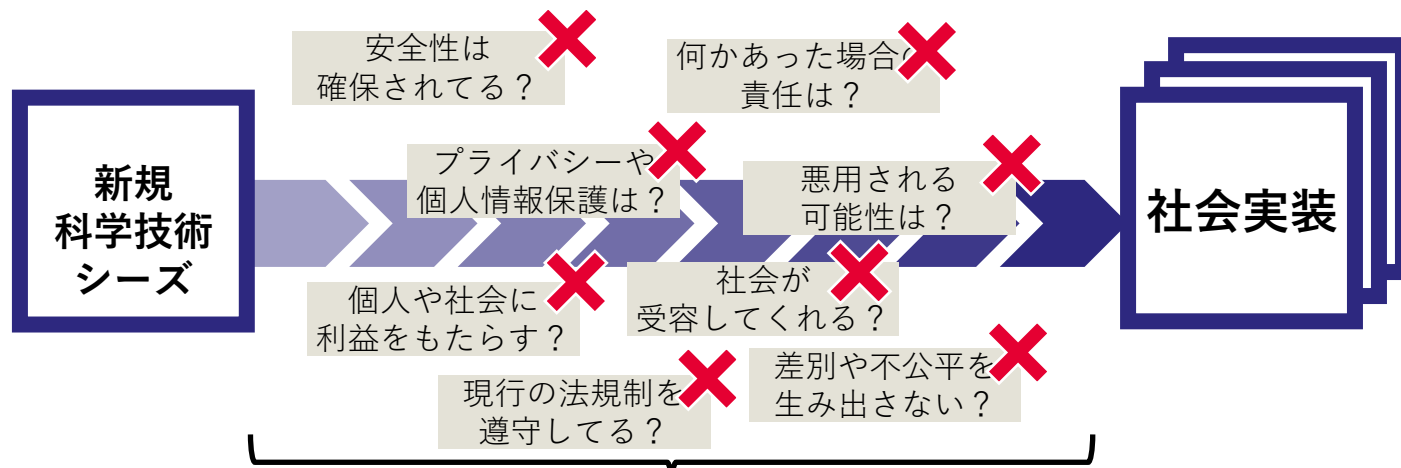 安全性は
確保されてる？
何かあった場合の
責任は？
新規
科学技術
シーズ
プライバシーや
個人情報保護は？
悪用される
可能性は？
社会実装
個人や社会に
利益をもたらす？
社会が
受容してくれる？
現行の法規制を
遵守してる？
差別や不公平を
生み出さない？